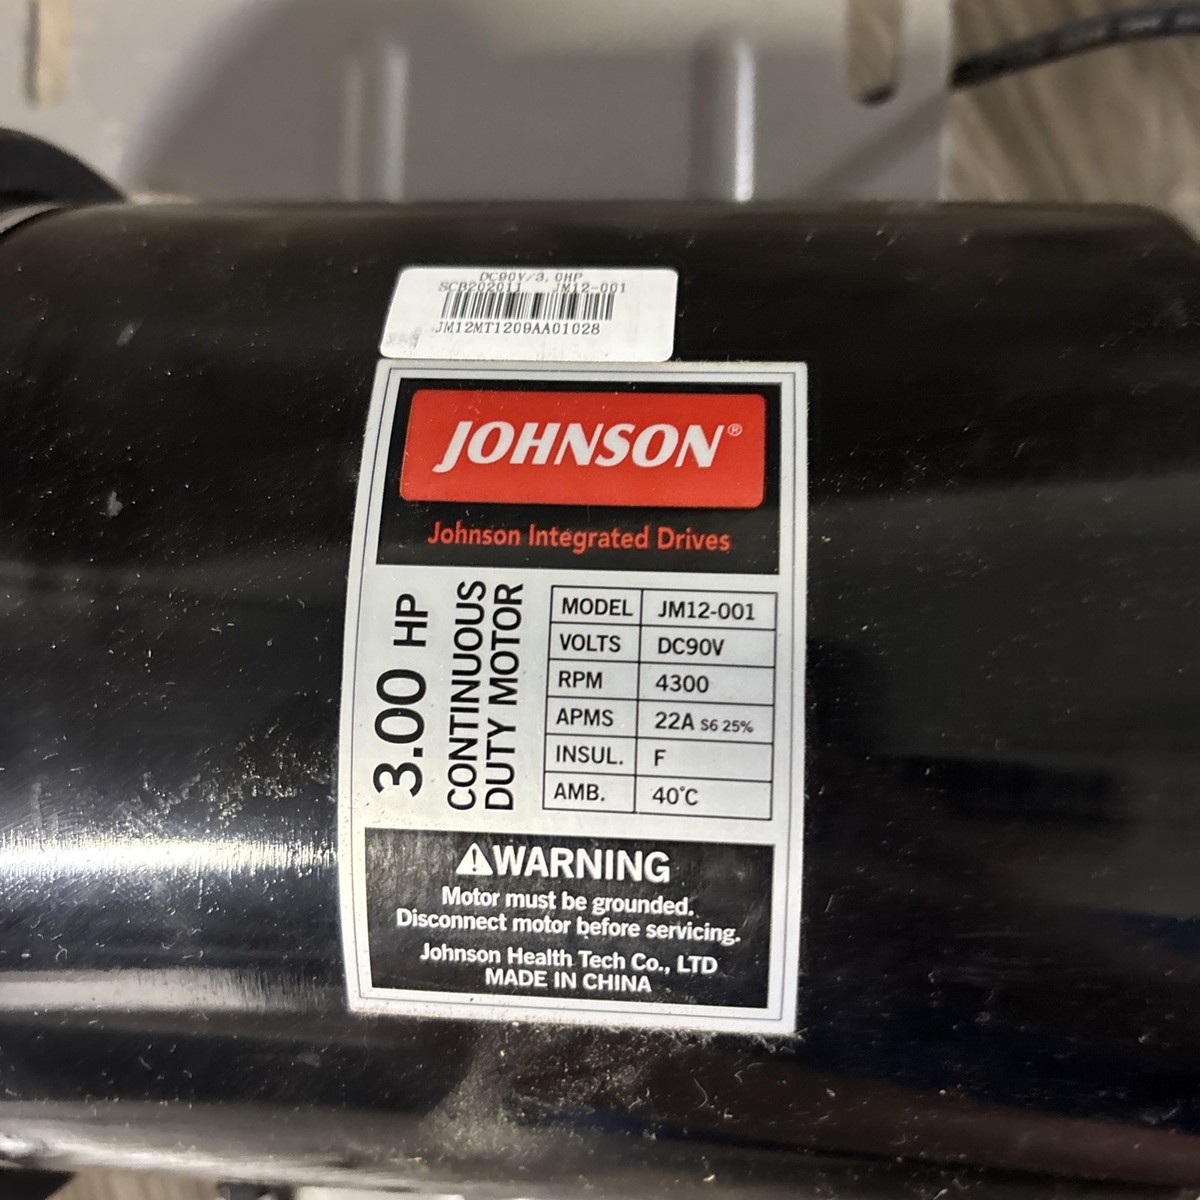 DC90V/3.0HP
SCB202011 JM12-001
JM12MT1209AA01028
JOHNSON®
Johnson Integrated Drives
3.00 HP
CONTINUOUS
DUTY MOTOR
MODEL JM12-001
VOLTS DC90V
RPM 4300
APMS 22A S6 25%
INSUL. F
AMB. 40°C
WARNING
Motor must be grounded.
Disconnect motor before servicing.
Johnson Health Tech Co., LTD
MADE IN CHINA